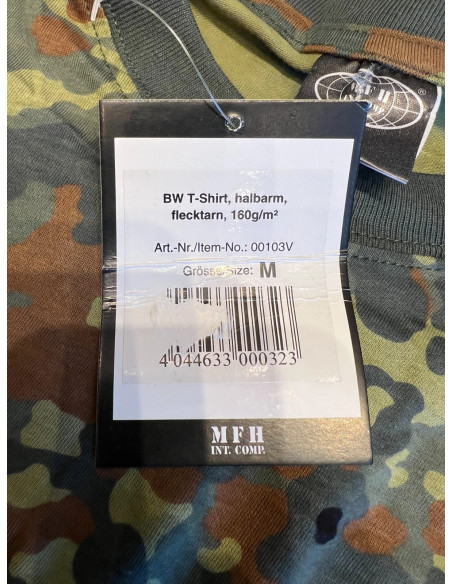 MFH
BW T-Shirt, halbarm,
flecktarn, 160g/m²
Art.-Nr./Item-No.: 00103V
Grösse/Size: M
4 044633 000323
MFH
INT. COMP.